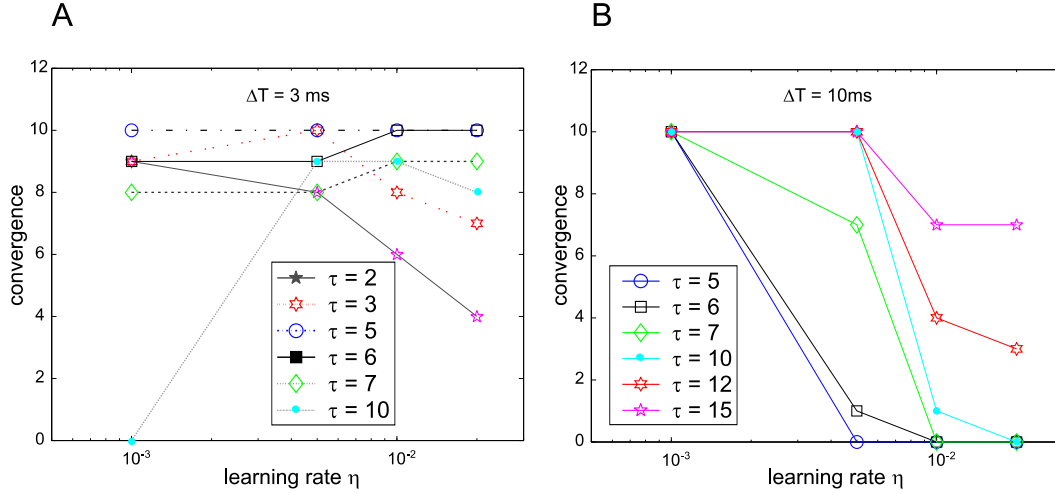 A
12
10
8
6
4
2
0
convergence
ΔT = 3 ms
τ = 2
τ = 3
τ = 5
τ = 6
τ = 7
τ = 10
10-3
10-2
learning rate η
B
12
10
8
6
4
2
0
convergence
ΔT = 10ms
τ = 5
τ = 6
τ = 7
τ = 10
τ = 12
τ = 15
10-3
10-2
learning rate η